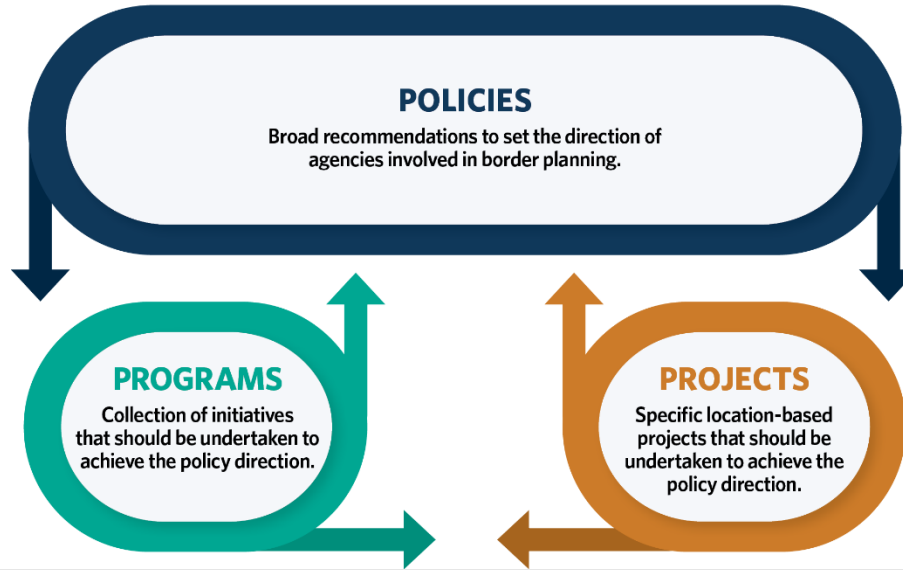 POLICIES
Broad recommendations to set the direction of
agencies involved in border planning.
PROGRAMS
Collection of initiatives
that should be undertaken to
achieve the policy direction.
PROJECTS
Specific location-based
projects that should be
undertaken to achieve the
policy direction.